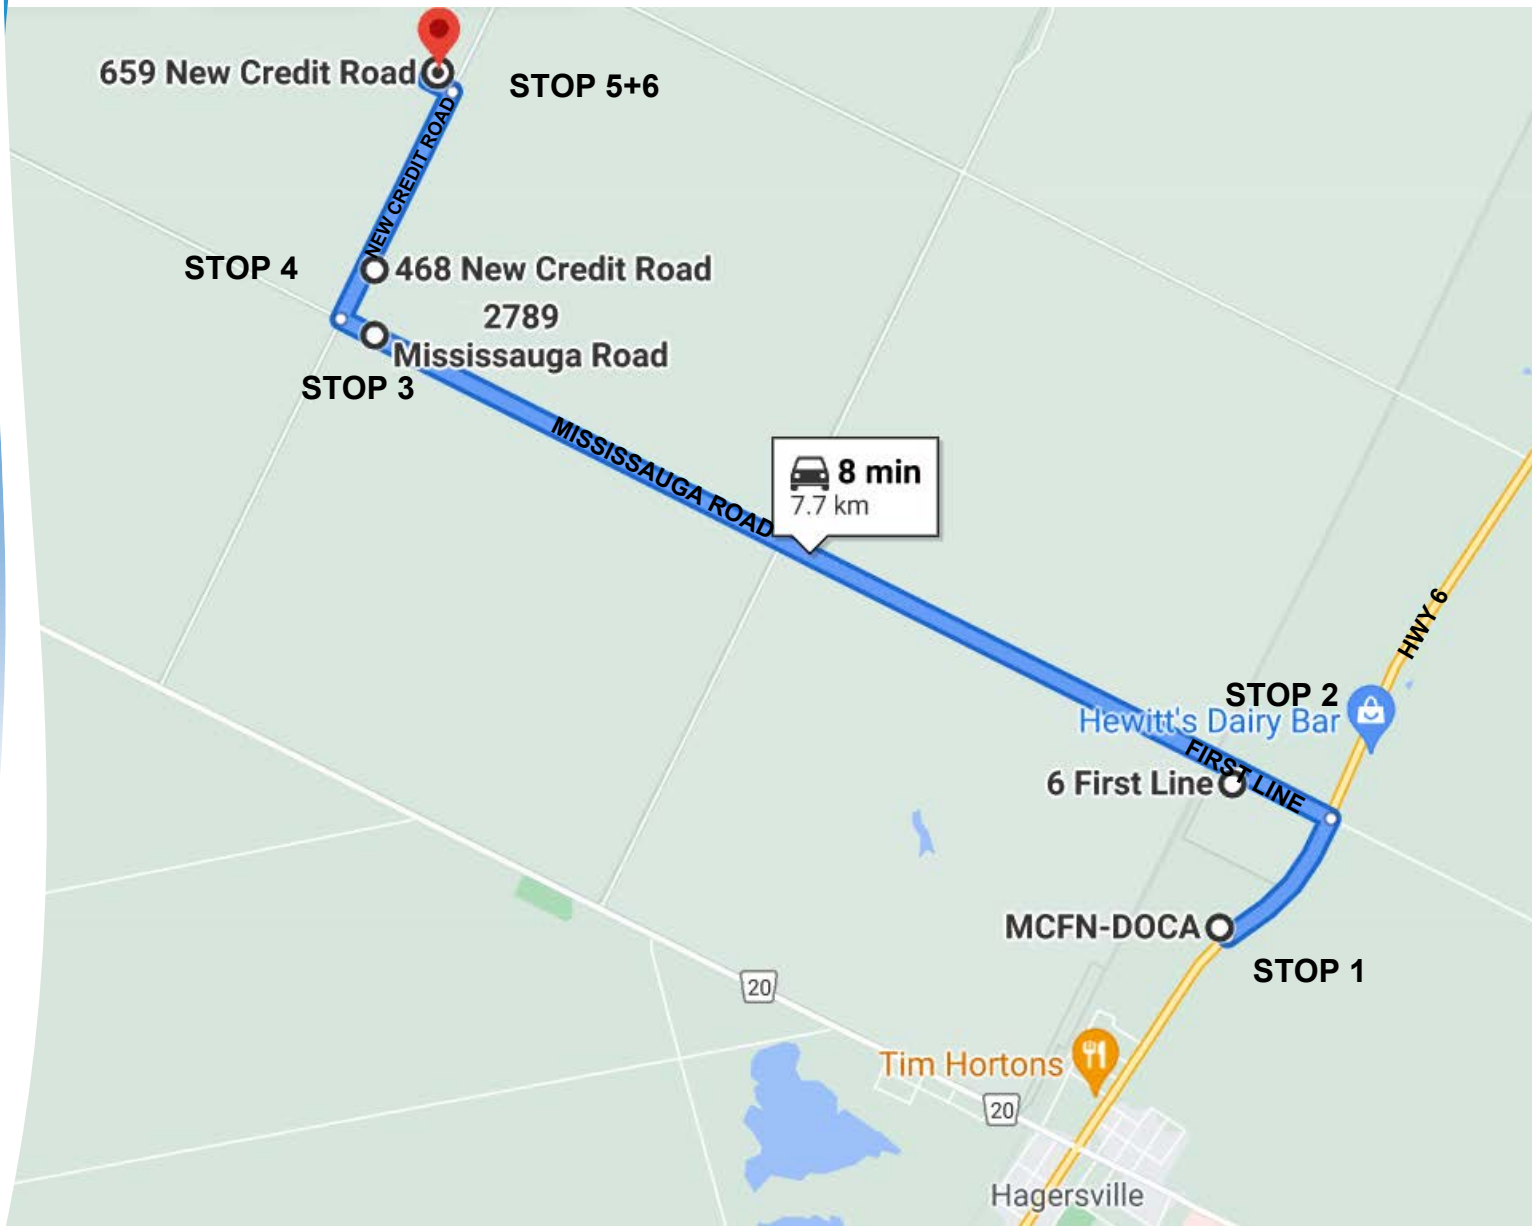 659 New Credit Road
STOP 5+6
NEW CREDIT ROAD
STOP 4
468 New Credit Road
2789
Mississauga Road
STOP 3
MISSISSAUGA ROAD
8 min
7.7 km
HWY 6
STOP 2
Hewitt's Dairy Bar
FIRST LINE
6 First Line
MCFN-DOCA
STOP 1
20
Tim Hortons
20
Hagersville